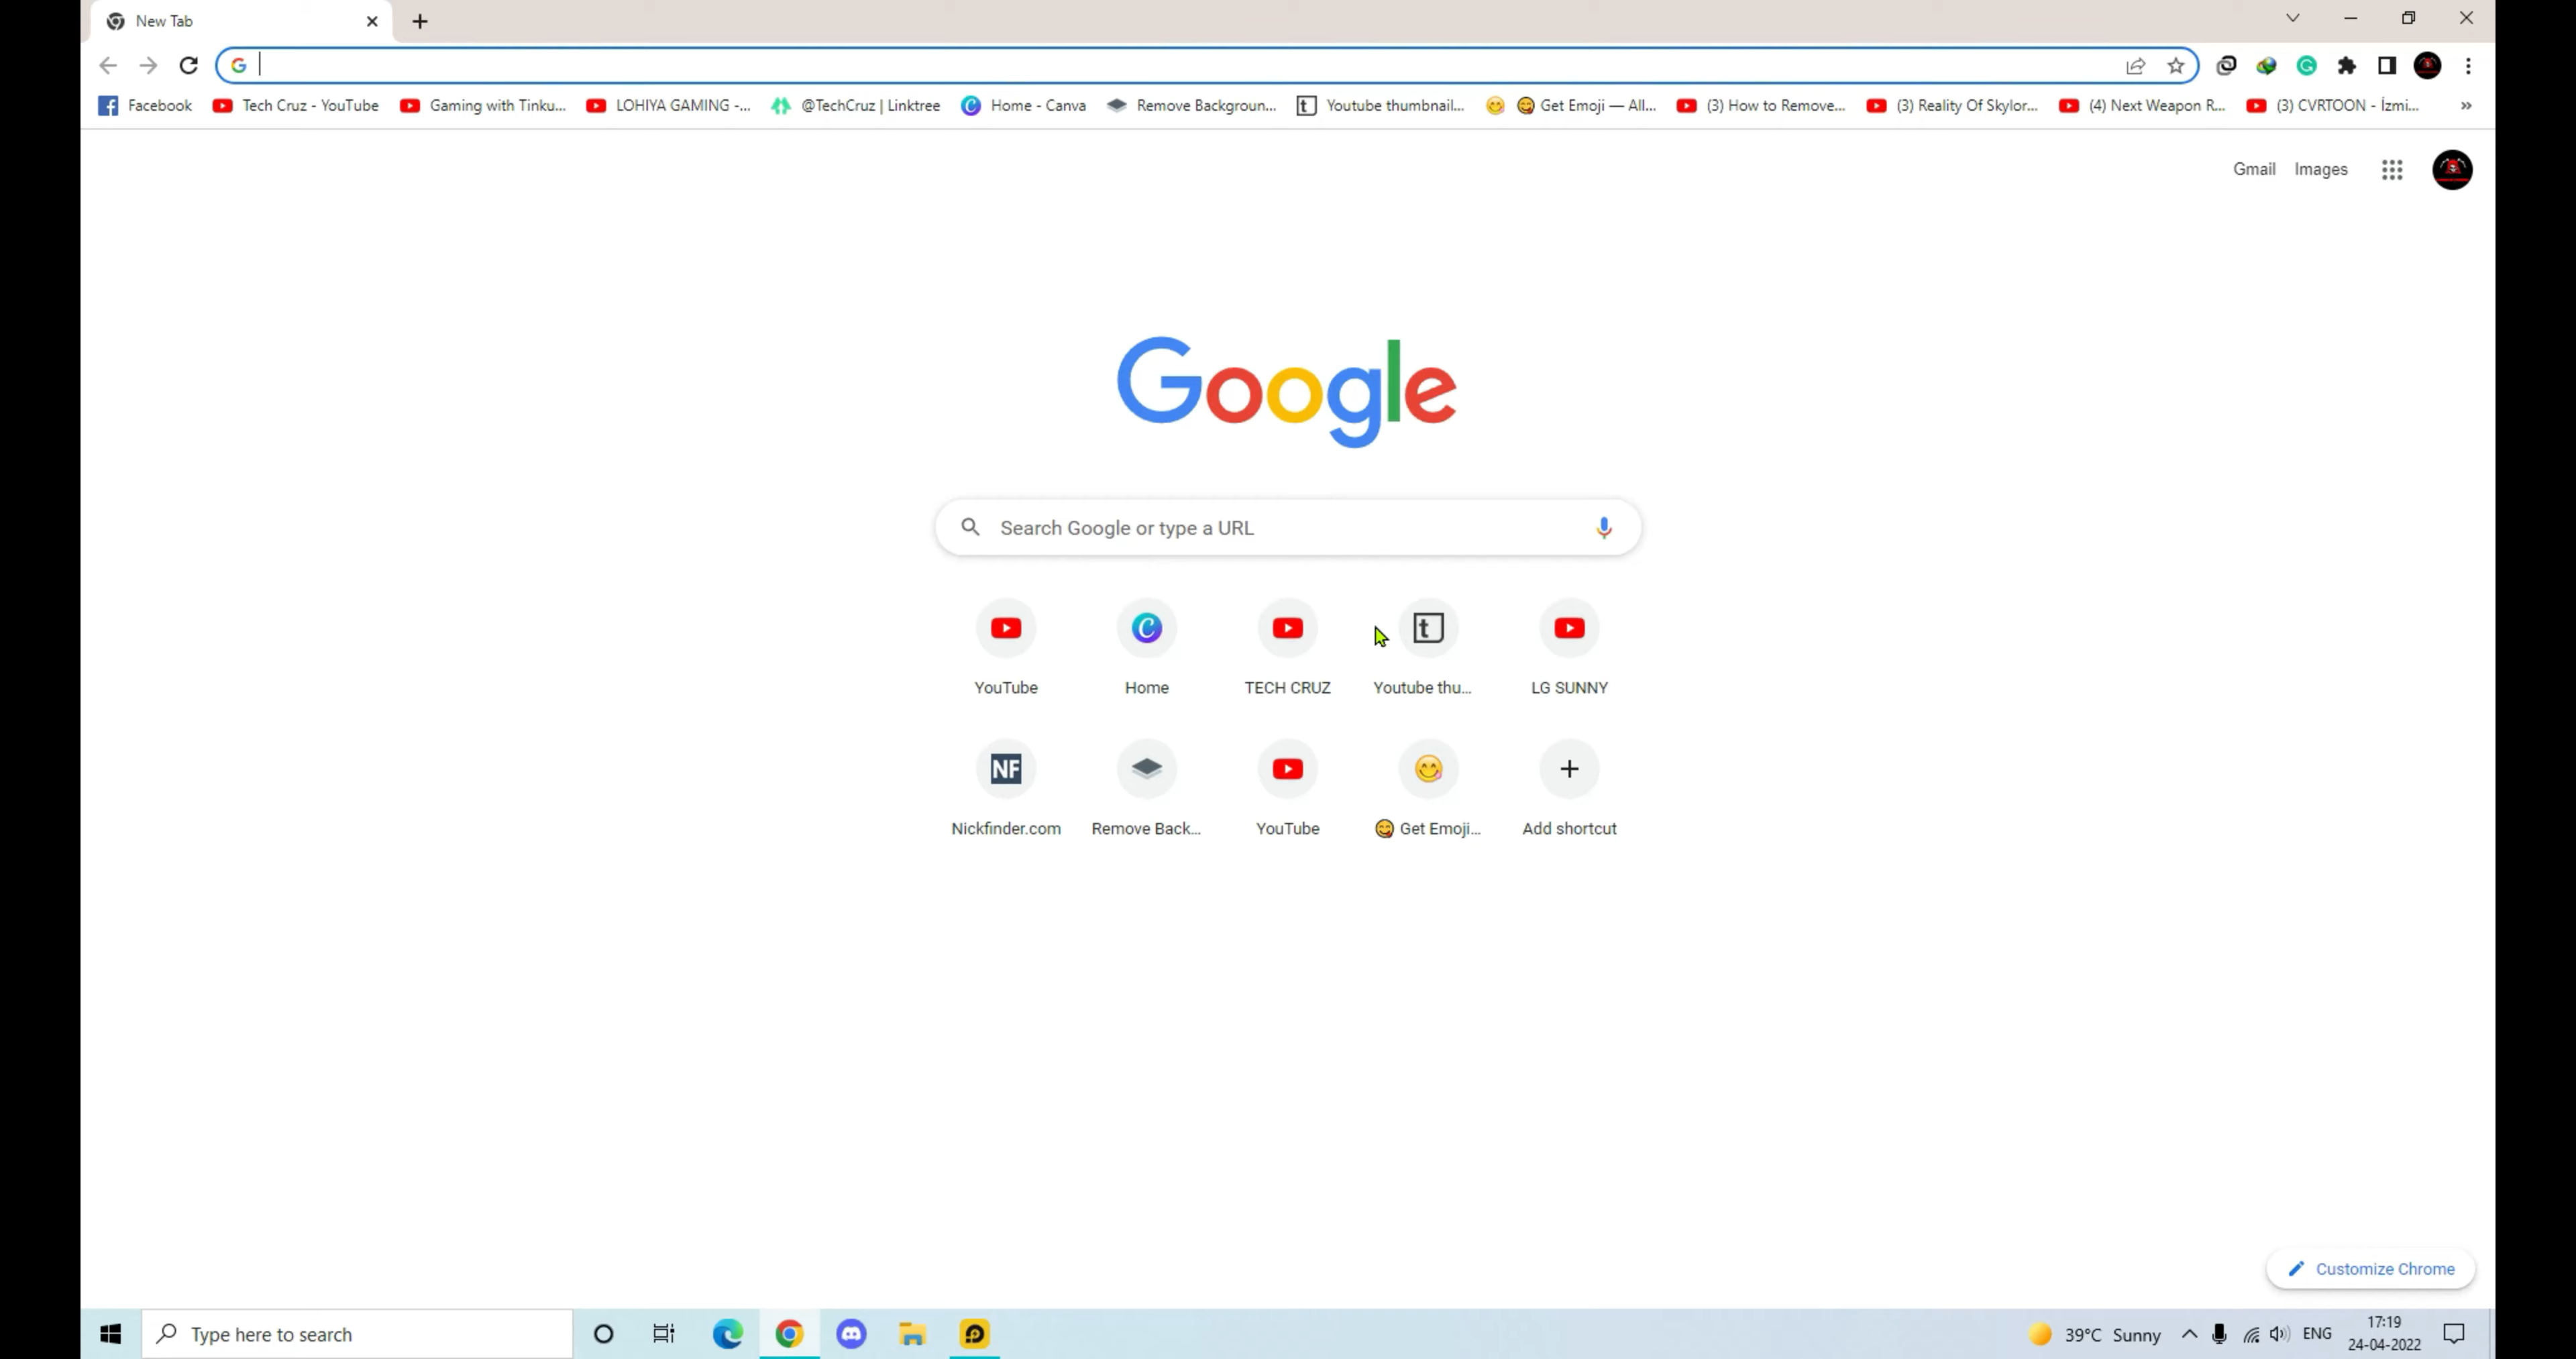 New Tab
Facebook Tech Cruz - YouTube Gaming with Tinku... LOHIYA GAMING -... @TechCruz | Linktree Home - Canva Remove Backgroun... Youtube thumbnail... 😋 Get Emoji — All... (3) How to Remove... (3) Reality Of Skylor... (4) Next Weapon R... (3) CVRTOON - İzmi... »
Gmail Images
Google
Search Google or type a URL
YouTube Home TECH CRUZ Youtube thu... LG SUNNY
NF
Nickfinder.com Remove Back... YouTube 😋 Get Emoji... Add shortcut
Customize Chrome
Type here to search
39°C Sunny ENG 17:19
24-04-2022